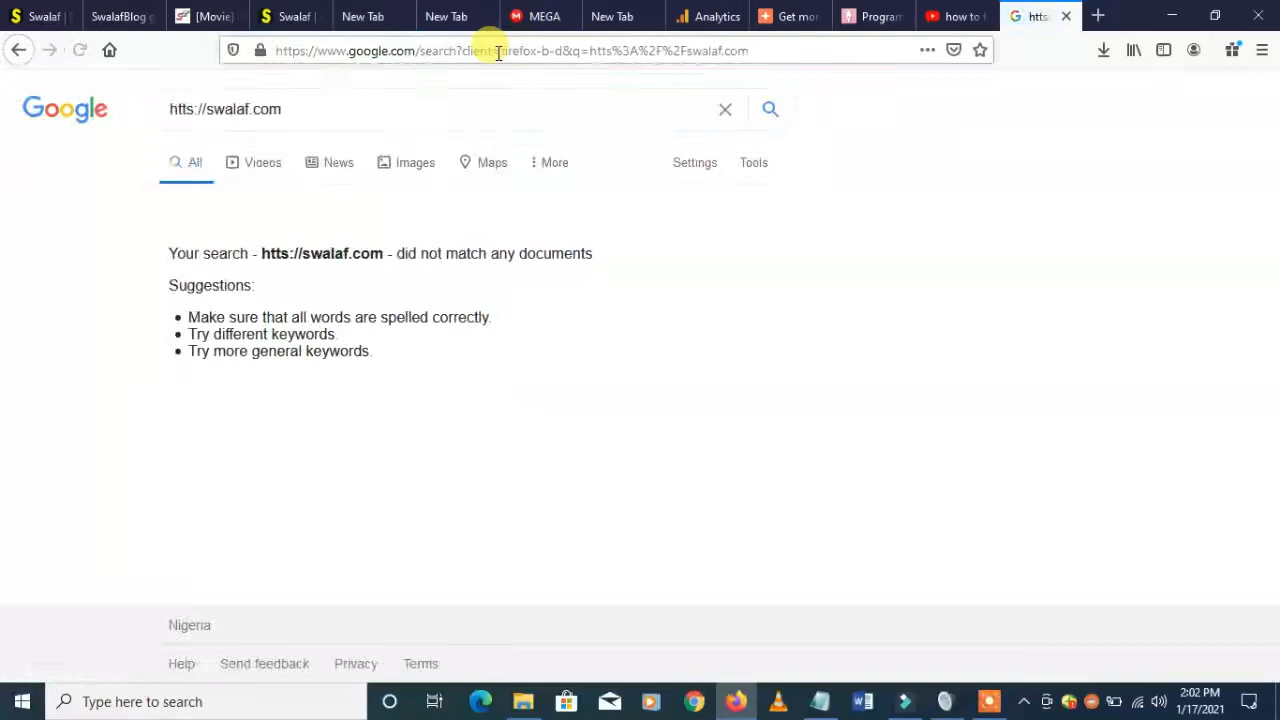 Swalaf
SwalafBlog g
[Movie]
Swalaf
New Tab
New Tab
MEGA
New Tab
Analytics
Get mor
Program
how to f
htts:
https://www.google.com/search?client=firefox-b-d&q=htts%3A%2F%2Fswalaf.com
Google
htts://swalaf.com
All
Videos
News
Images
Maps
More
Settings
Tools
Your search - htts://swalaf.com - did not match any documents
Suggestions:
Make sure that all words are spelled correctly.
Try different keywords.
Try more general keywords.
Nigeria
Help
Send feedback
Privacy
Terms
Type here to search
2:02 PM
1/17/2021